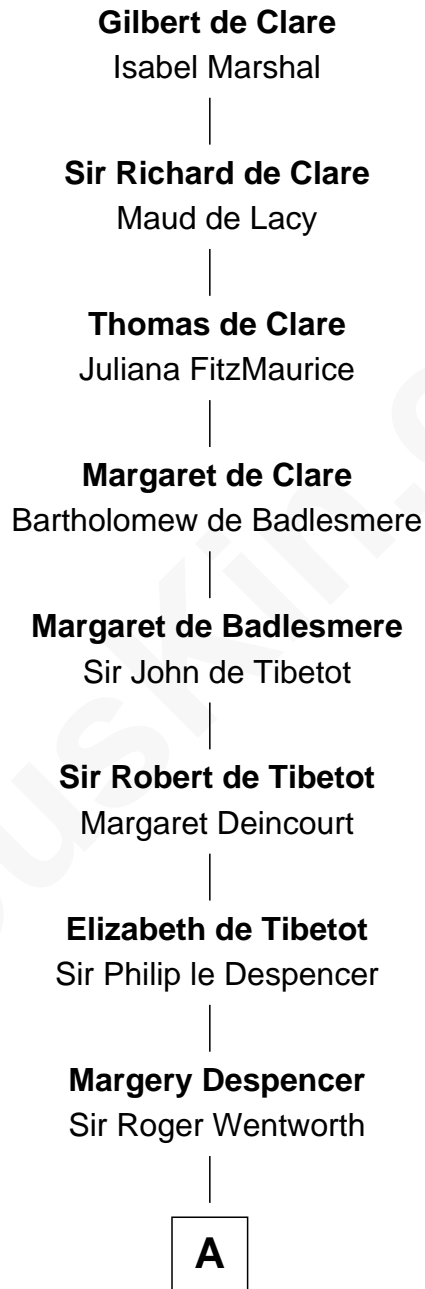 Gilbert de Clare
Isabel Marshal
Sir Richard de Clare
Maud de Lacy
Thomas de Clare
Juliana FitzMaurice
Margaret de Clare
Bartholomew de Badlesmere
Margaret de Badlesmere
Sir John de Tibetot
Sir Robert de Tibetot
Margaret Deincourt
Elizabeth de Tibetot
Sir Philip le Despencer
Margery Despencer
Sir Roger Wentworth
A